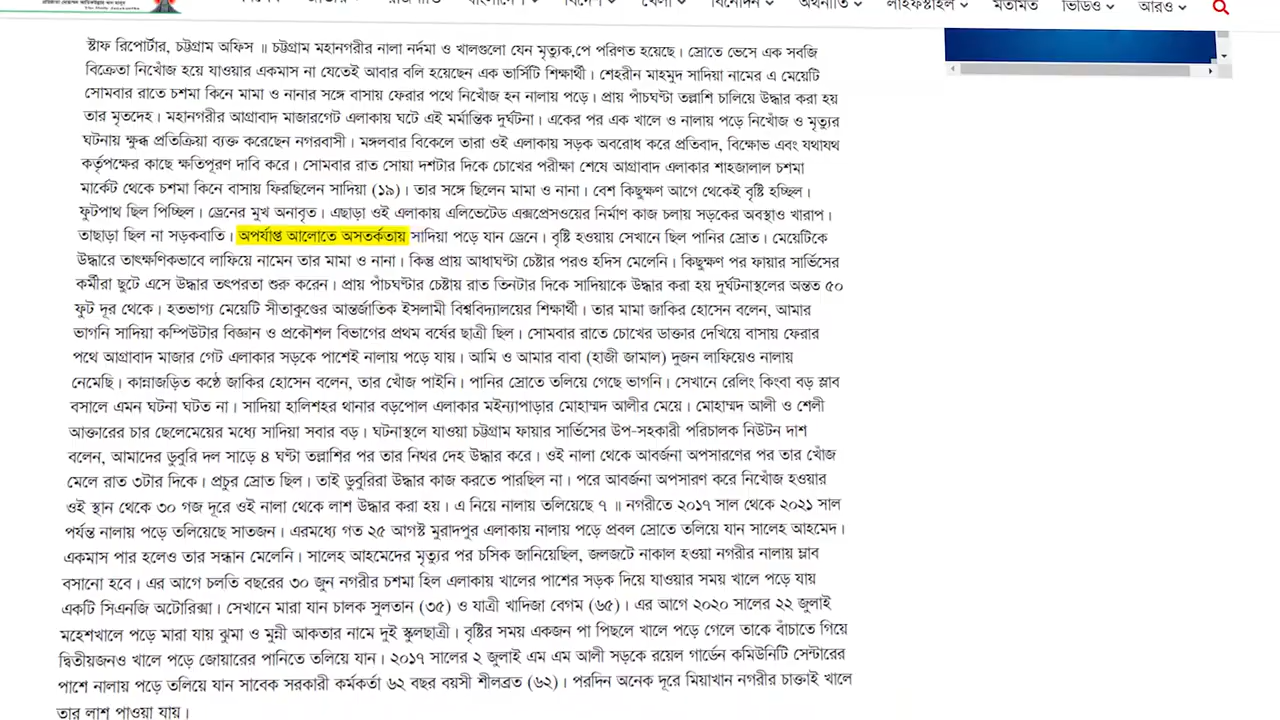 বিনোদন
অর্থনীতি
লাইফস্টাইল
মতামত
ভিডিও
আরও
স্টাফ রিপোর্টার, চট্টগ্রাম অফিস ॥ চট্টগ্রাম মহানগরীর নালা নর্দমা ও খালগুলো যেন মৃত্যুক‚পে পরিণত হয়েছে। স্রোতে ভেসে এক সবজি
বিক্রেতা নিখোঁজ হয়ে যাওয়ার একমাস না যেতেই আবার বলি হয়েছেন এক ভার্সিটি শিক্ষার্থী। শেহরীন মাহমুদ সাদিয়া নামের এ মেয়েটি
সোমবার রাতে চশমা কিনে মামা ও নানার সঙ্গে বাসায় ফেরার পথে নিখোঁজ হন নালায় পড়ে। প্রায় পাঁচঘণ্টা তল্লাশি চালিয়ে উদ্ধার করা হয়
তার মৃতদেহ। মহানগরীর আগ্রাবাদ মাজারগেট এলাকায় ঘটে এই মর্মান্তিক দুর্ঘটনা। একের পর এক খালে ও নালায় পড়ে নিখোঁজ ও মৃত্যুর
ঘটনায় ক্ষুব্ধ প্রতিক্রিয়া ব্যক্ত করেছেন নগরবাসী। মঙ্গলবার বিকেলে তারা ওই এলাকায় সড়ক অবরোধ করে প্রতিবাদ, বিক্ষোভ এবং যথাযথ
কর্তৃপক্ষের কাছে ক্ষতিপূরণ দাবি করে। সোমবার রাত সোয়া দশটার দিকে চোখের পরীক্ষা শেষে আগ্রাবাদ এলাকার শাহজালাল চশমা
মার্কেট থেকে চশমা কিনে বাসায় ফিরছিলেন সাদিয়া (১৯)। তার সঙ্গে ছিলেন মামা ও নানা। বেশ কিছুক্ষণ আগে থেকেই বৃষ্টি হচ্ছিল।
ফুটপাথ ছিল পিচ্ছিল। ড্রেনের মুখ অনাবৃত। এছাড়া ওই এলাকায় এলিভেটেড এক্সপ্রেসওয়ের নির্মাণ কাজ চলায় সড়কের অবস্থাও খারাপ।
তাছাড়া ছিল না সড়কবাতি। অপর্যাপ্ত আলোতে অসতর্কতায় সাদিয়া পড়ে যান ড্রেনে। বৃষ্টি হওয়ায় সেখানে ছিল পানির স্রোত। মেয়েটিকে
উদ্ধারে তাৎক্ষণিকভাবে লাফিয়ে নামেন তার মামা ও নানা। কিন্তু প্রায় আধাঘণ্টা চেষ্টার পরও হদিস মেলেনি। কিছুক্ষণ পর ফায়ার সার্ভিসের
কর্মীরা ছুটে এসে উদ্ধার তৎপরতা শুরু করেন। প্রায় পাঁচঘণ্টার চেষ্টায় রাত তিনটার দিকে সাদিয়াকে উদ্ধার করা হয় দুর্ঘটনাস্থলের অন্তত ৫০
ফুট দূর থেকে। হতভাগ্য মেয়েটি সীতাকুণ্ডের আন্তর্জাতিক ইসলামী বিশ্ববিদ্যালয়ের শিক্ষার্থী। তার মামা জাকির হোসেন বলেন, আমার
ভাগনি সাদিয়া কম্পিউটার বিজ্ঞান ও প্রকৌশল বিভাগের প্রথম বর্ষের ছাত্রী ছিল। সোমবার রাতে চোখের ডাক্তার দেখিয়ে বাসায় ফেরার
পথে আগ্রাবাদ মাজার গেট এলাকার সড়কে পাশেই নালায় পড়ে যায়। আমি ও আমার বাবা (হাজী জামাল) দুজন লাফিয়েও নালায়
নেমেছি। কান্নাজড়িত কণ্ঠে জাকির হোসেন বলেন, তার খোঁজ পাইনি। পানির স্রোতে তলিয়ে গেছে ভাগনি। সেখানে রেলিং কিংবা বড় স্লাব
বসালে এমন ঘটনা ঘটত না। সাদিয়া হালিশহর থানার বড়পোল এলাকার মইন্যাপাড়ার মোহাম্মদ আলীর মেয়ে। মোহাম্মদ আলী ও শেলী
আক্তারের চার ছেলেমেয়ের মধ্যে সাদিয়া সবার বড়। ঘটনাস্থলে যাওয়া চট্টগ্রাম ফায়ার সার্ভিসের উপ-সহকারী পরিচালক নিউটন দাশ
বলেন, আমাদের ডুবুরি দল সাড়ে ৪ ঘণ্টা তল্লাশির পর তার নিথর দেহ উদ্ধার করে। ওই নালা থেকে আবর্জনা অপসারণের পর তার খোঁজ
মেলে রাত ৩টার দিকে। প্রচুর স্রোত ছিল। তাই ডুবুরিরা উদ্ধার কাজ করতে পারছিল না। পরে আবর্জনা অপসারণ করে নিখোঁজ হওয়ার
ওই স্থান থেকে ৩০ গজ দূরে ওই নালা থেকে লাশ উদ্ধার করা হয়। এ নিয়ে নালায় তলিয়েছে ৭ ॥ নগরীতে ২০১৭ সাল থেকে ২০২১ সাল
পর্যন্ত নালায় পড়ে তলিয়েছে সাতজন। এরমধ্যে গত ২৫ আগস্ট মুরাদপুর এলাকায় নালায় পড়ে প্রবল স্রোতে তলিয়ে যান সালেহ আহমেদ।
একমাস পার হলেও তার সন্ধান মেলেনি। সালেহ আহমেদের মৃত্যুর পর চসিক জানিয়েছিল, জলজটে নাকাল হওয়া নগরীর নালায় স্লাব
বসানো হবে। এর আগে চলতি বছরের ৩০ জুন নগরীর চশমা হিল এলাকায় খালের পাশের সড়ক দিয়ে যাওয়ার সময় খালে পড়ে যায়
একটি সিএনজি অটোরিক্সা। সেখানে মারা যান চালক সুলতান (৩৫) ও যাত্রী খাদিজা বেগম (৬৫)। এর আগে ২০২০ সালের ২২ জুলাই
মহেশখালে পড়ে মারা যায় ঝুমা ও মুন্নী আকতার নামে দুই স্কুলছাত্রী। বৃষ্টির সময় একজন পা পিছলে খালে পড়ে গেলে তাকে বাঁচাতে গিয়ে
দ্বিতীয়জনও খালে পড়ে জোয়ারের পানিতে তলিয়ে যান। ২০১৭ সালের ২ জুলাই এম এম আলী সড়কে রয়েল গার্ডেন কমিউনিটি সেন্টারের
পাশে নালায় পড়ে তলিয়ে যান সাবেক সরকারী কর্মকর্তা ৬২ বছর বয়সী শীলব্রত (৬২)। পরদিন অনেক দূরে মিয়াখান নগরীর চাক্তাই খালে
তার লাশ পাওয়া যায়।